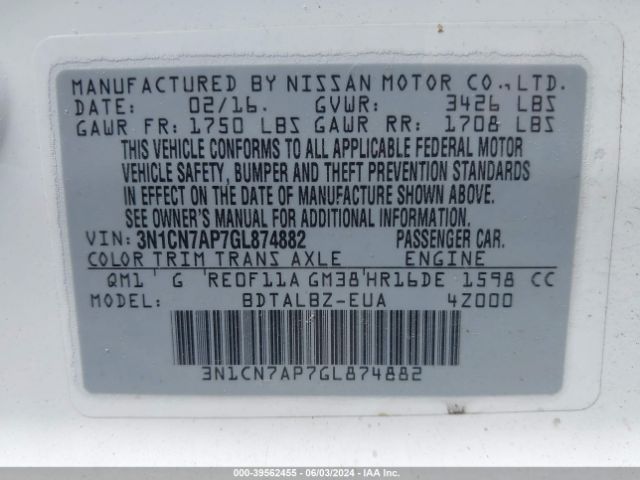 MANUFACTURED BY NISSAN MOTOR CO.,LTD.
DATE: 02/16. GVWR: 3426 LBS
GAWR FR: 1750 LBS GAWR RR: 1708 LBS
THIS VEHICLE CONFORMS TO ALL APPLICABLE FEDERAL MOTOR
VEHICLE SAFETY, BUMPER AND THEFT PREVENTION STANDARDS
IN EFFECT ON THE DATE OF MANUFACTURE SHOWN ABOVE.
SEE OWNER'S MANUAL FOR ADDITIONAL INFORMATION.
VIN: 3N1CN7AP7GL874882 PASSENGER CAR.
COLOR TRIM TRANS AXLE ENGINE
QM1 G RE0F11A GM38 HR16DE 1598 CC
MODEL: BDTALBZ-EUA 4Z000
3N1CN7AP7GL874882
000-39562455 - 06/03/2024 - IAA Inc.